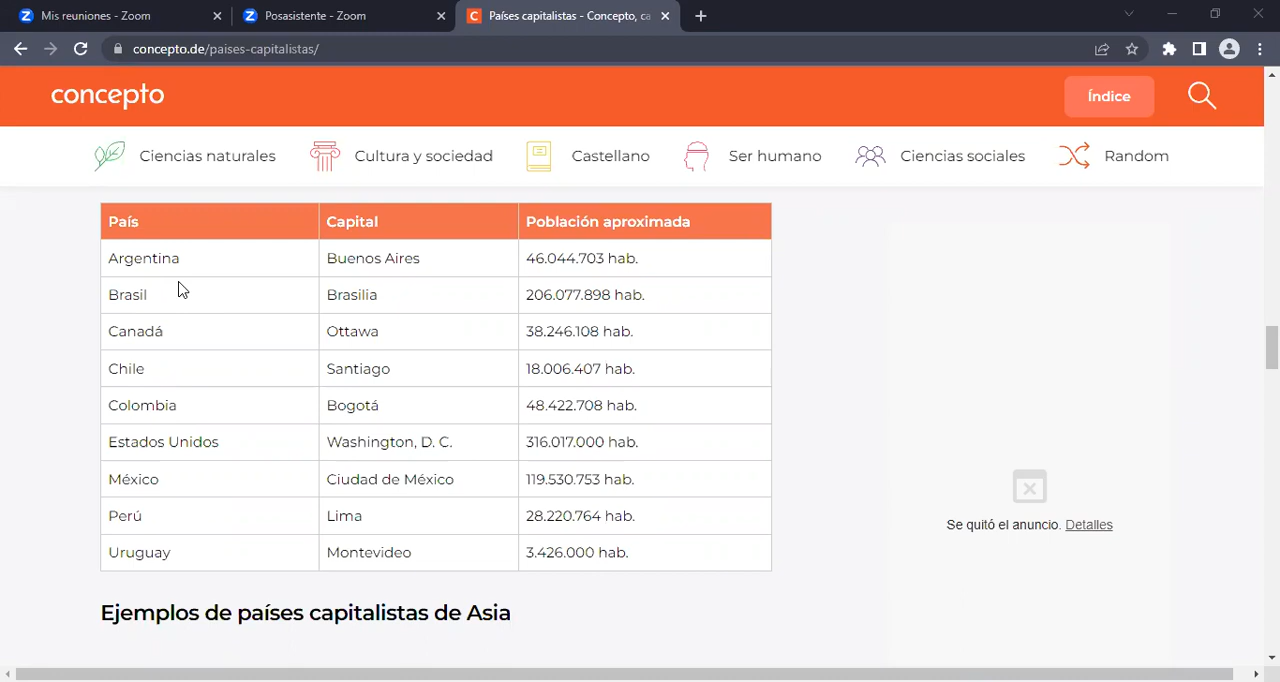 Mis reuniones - Zoom
Posasistente - Zoom
Países capitalistas - Concepto, ca
concepto.de/paises-capitalistas/
concepto
Índice
Ciencias naturales
Cultura y sociedad
Castellano
Ser humano
Ciencias sociales
Random
País Capital Población aproximada
Argentina Buenos Aires 46.044.703 hab.
Brasil Brasilia 206.077.898 hab.
Canadá Ottawa 38.246.108 hab.
Chile Santiago 18.006.407 hab.
Colombia Bogotá 48.422.708 hab.
Estados Unidos Washington, D. C. 316.017.000 hab.
México Ciudad de México 119.530.753 hab.
Perú Lima 28.220.764 hab.
Uruguay Montevideo 3.426.000 hab.
Se quitó el anuncio. Detalles
Ejemplos de países capitalistas de Asia